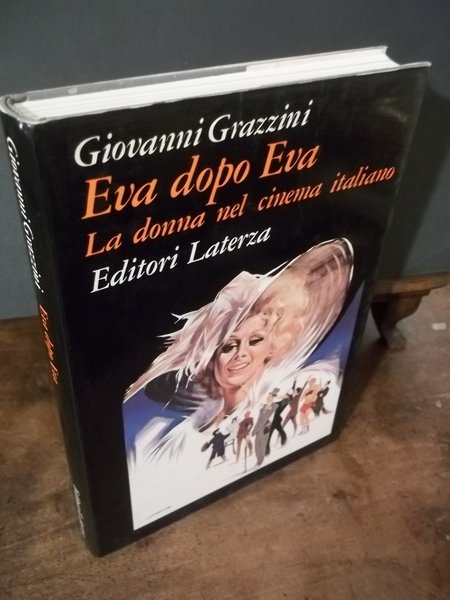 Giovanni Grazzini
Eva dopo Eva
La donna nel cinema italiano
Editori Laterza
Giovanni Grazzini
Eva dopo Eva